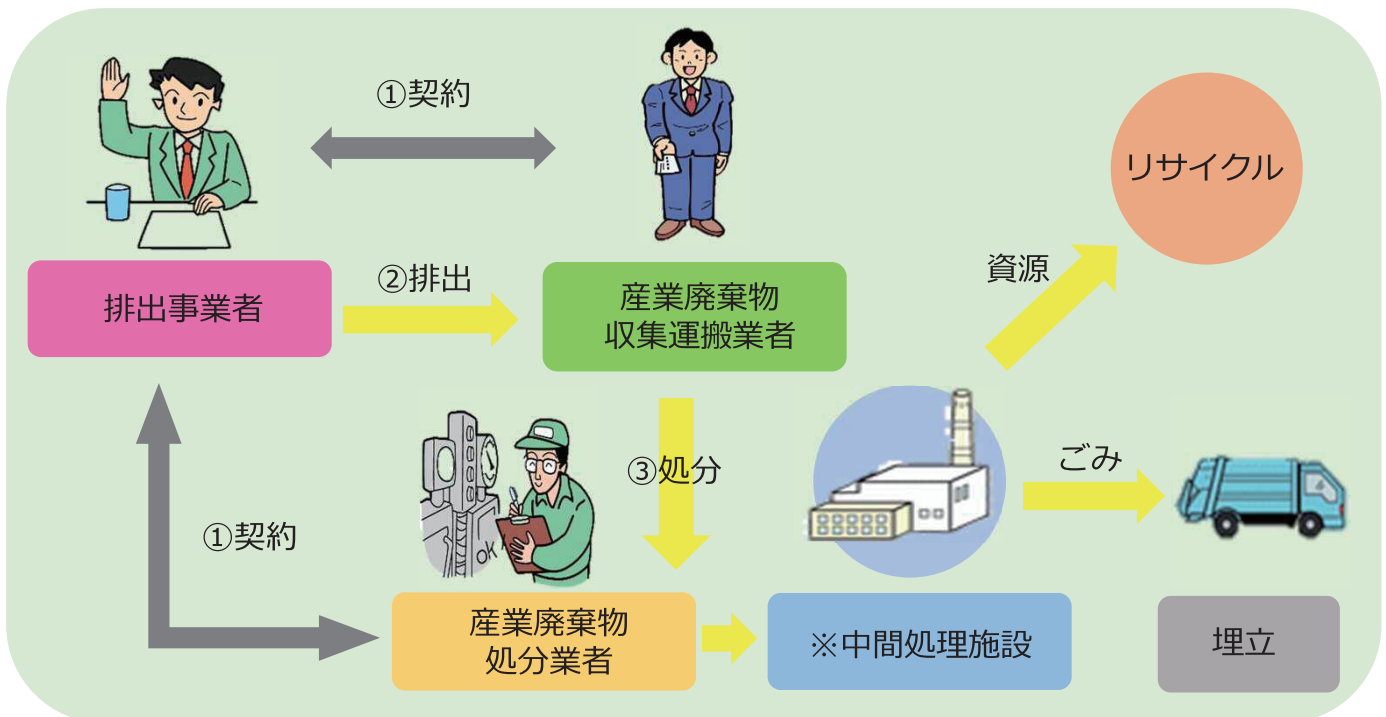 ①契約
リサイクル
排出事業者
②排出
産業廃棄物
収集運搬業者
資源
③処分
ごみ
①契約
OK
産業廃棄物
処分業者
※中間処理施設
埋立